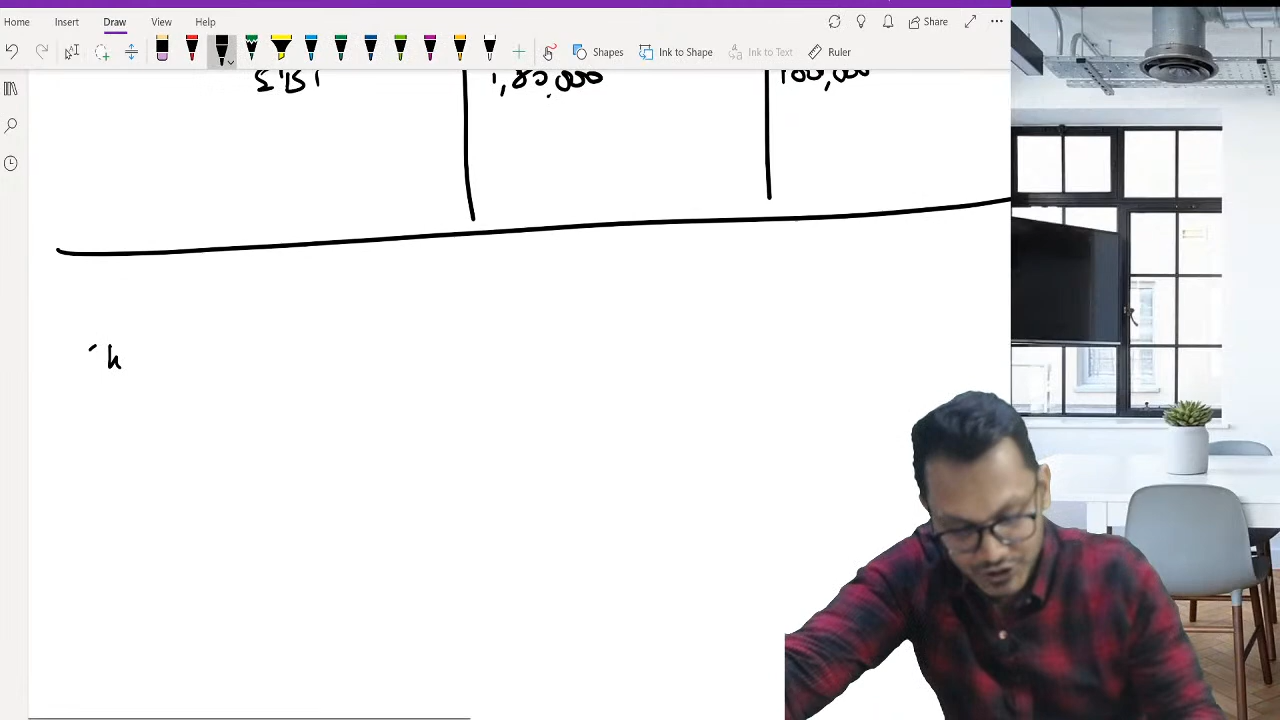 Home Insert Draw View Help
Share
Shapes Ink to Shape Ink to Text Ruler
1,85,000
h